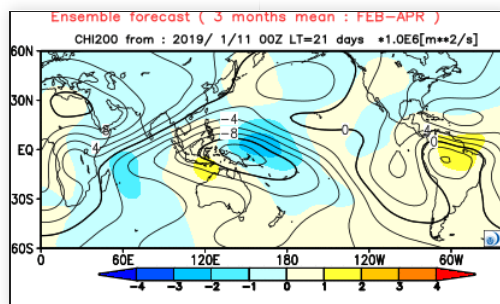 Ensemble forecast ( 3 months mean : FEB-APR )
CHI200 from : 2019/ 1/11 00Z LT=21 days *1.0E6[m**2/s]
60N
30N
EQ
30S
60S
-4
-8
0
4
0 60E 120E 180 120W 60W
-4 -3 -2 -1 0 1 2 3 4